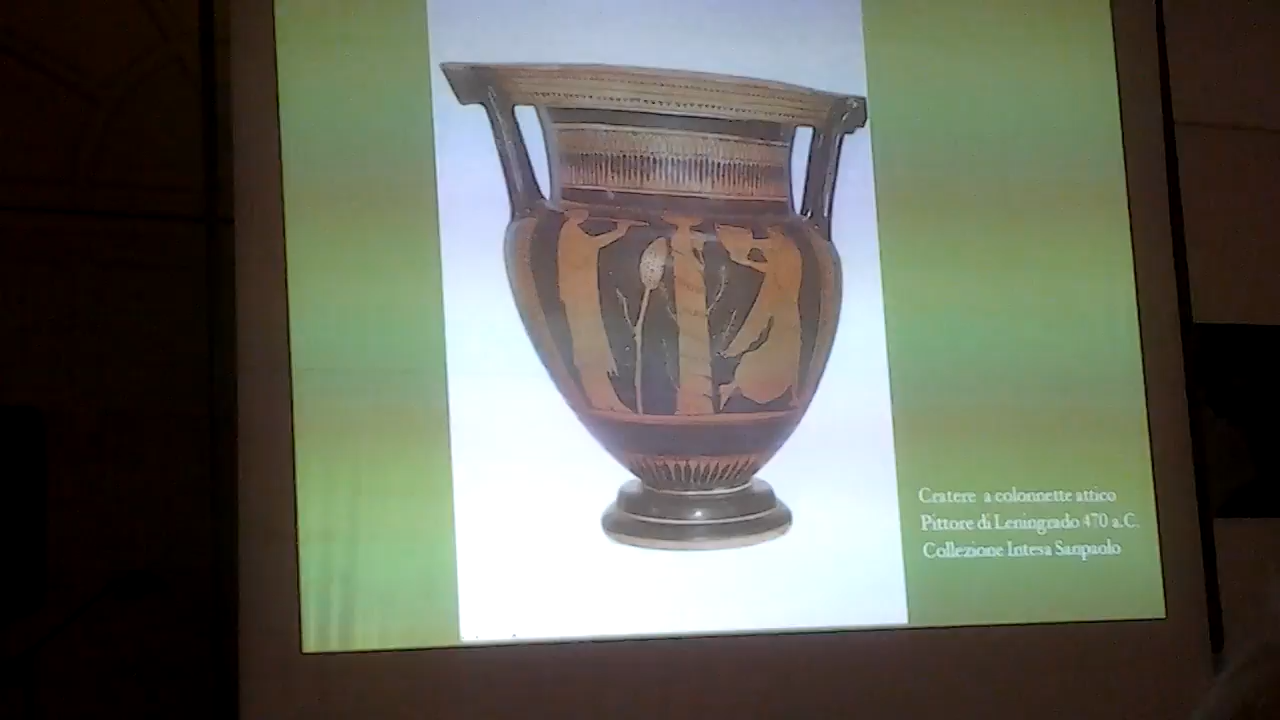 Cratere a colonnette attico
Pittore di Leningrado 470 a.C.
Collezione Intesa Sanpaolo